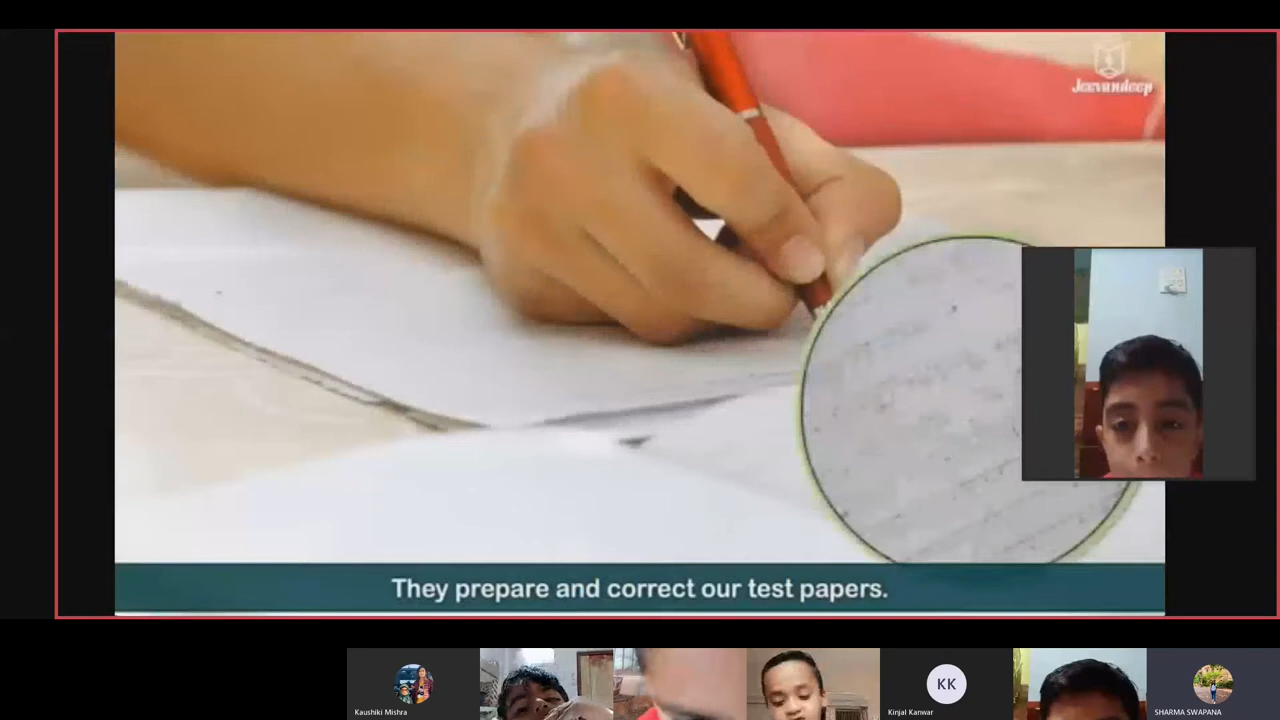 Jeevandeep
They prepare and correct our test papers.
Kaushiki Mishra
KK
Kinjal Kanwar
SHARMA SWAPANA